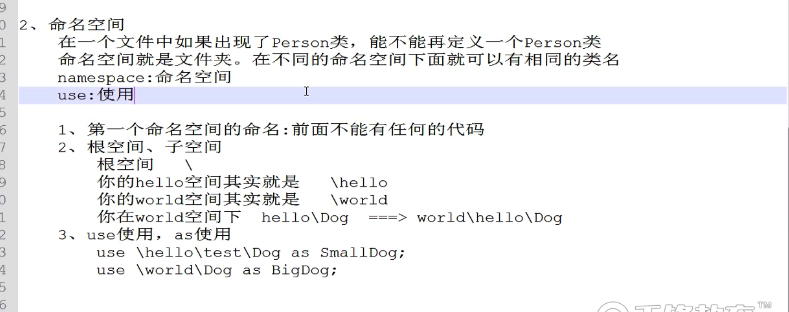 2、命名空间
在一个文件中如果出现了Person类，能不能再定义一个Person类
命名空间就是文件夹。在不同的命名空间下面就可以有相同的类名
namespace:命名空间
use:使用
1、第一个命名空间的命名:前面不能有任何的代码
2、根空间、子空间
根空间 \
你的hello空间其实就是 \hello
你的world空间其实就是 \world
你在world空间下 hello\Dog ===> world\hello\Dog
3、use使用，as使用
use \hello\test\Dog as SmallDog;
use \world\Dog as BigDog;